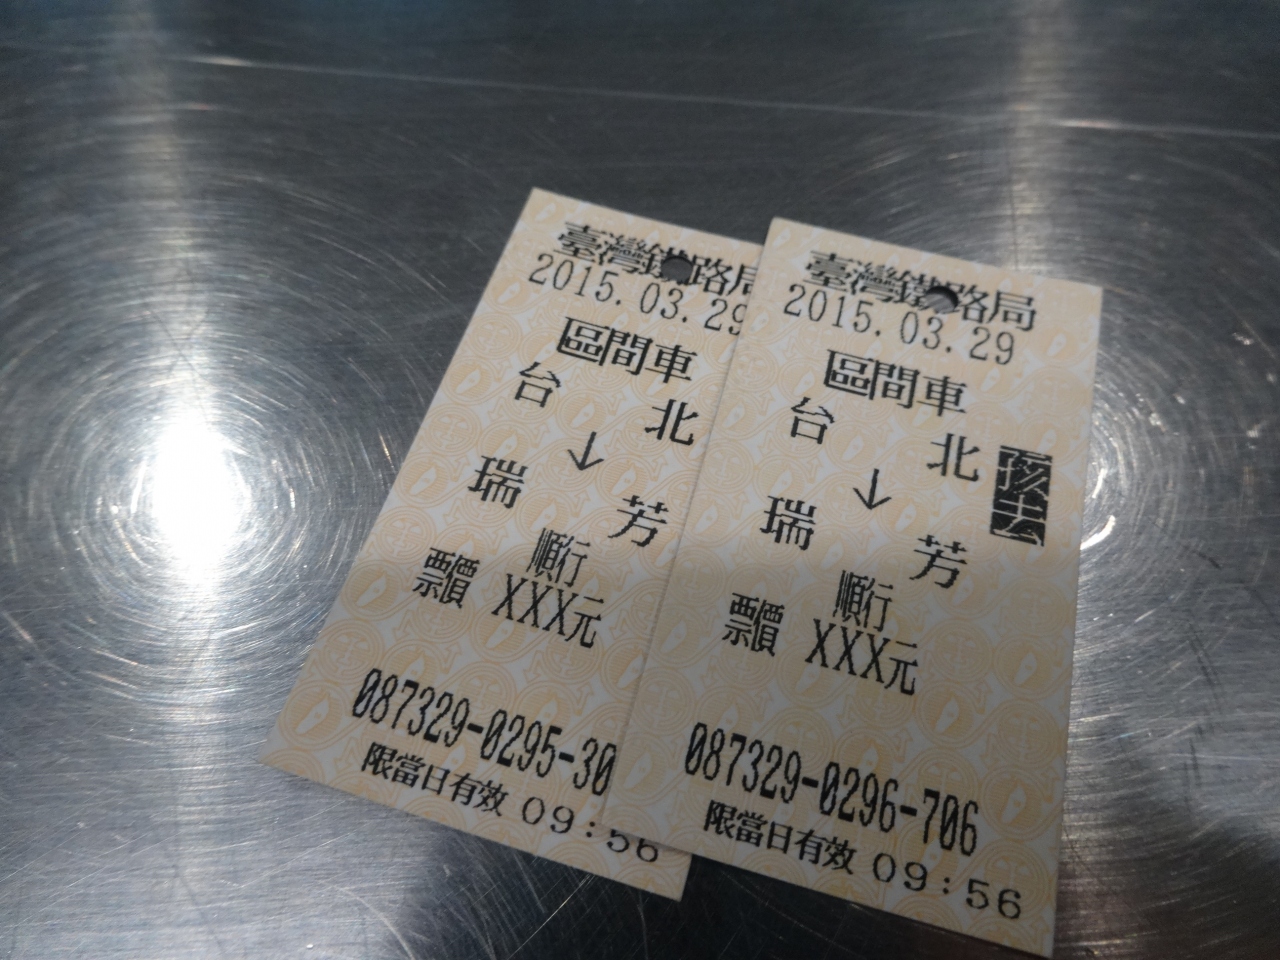 臺灣鐵路局
2015.03.29
區間車
台北
↓
瑞芳
順行
票價 XXX元
087329-0295-30
限當日有效 09:56
臺灣鐵路局
2015.03.29
區間車
台北
↓
瑞芳
孩去
順行
票價 XXX元
087329-0296-706
限當日有效 09:56